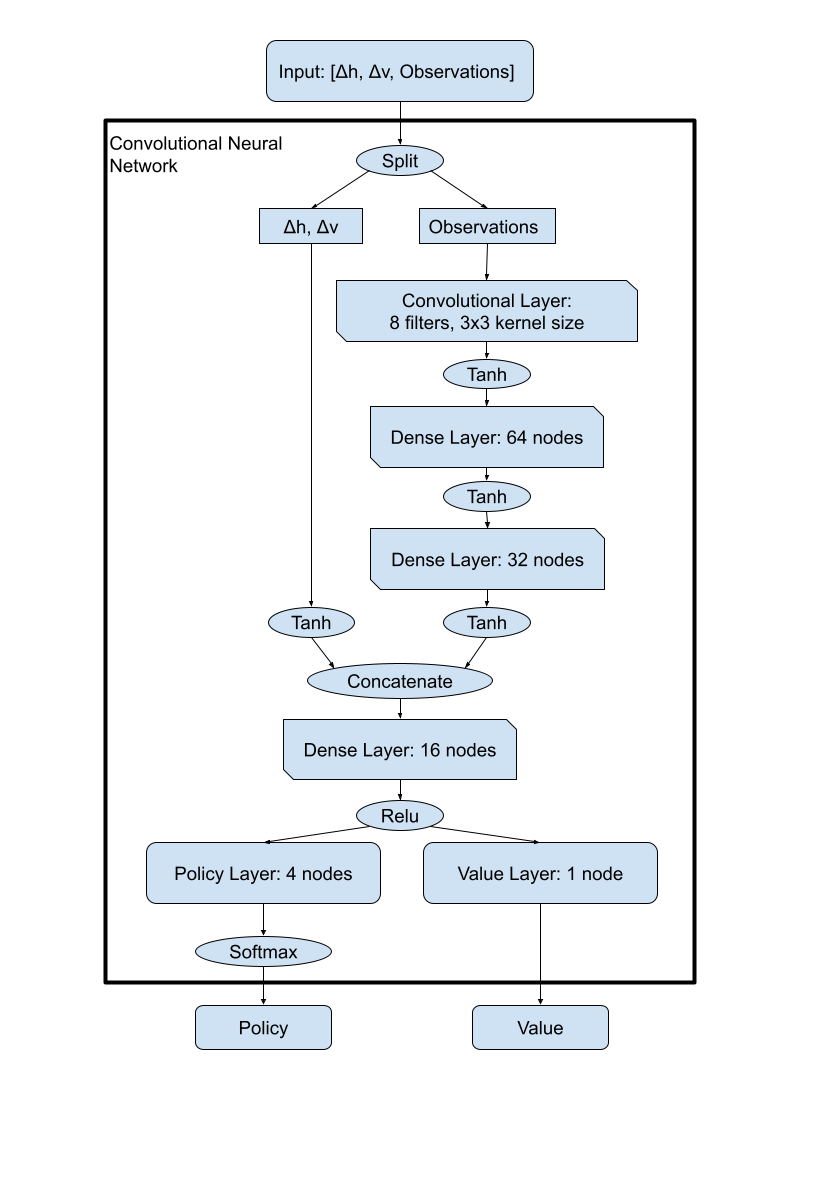 Input: [Δh, Δv, Observations]
Convolutional Neural
Network
Split
Δh, Δv
Observations
Convolutional Layer:
8 filters, 3x3 kernel size
Tanh
Dense Layer: 64 nodes
Tanh
Dense Layer: 32 nodes
Tanh
Tanh
Concatenate
Dense Layer: 16 nodes
Relu
Policy Layer: 4 nodes
Value Layer: 1 node
Softmax
Policy
Value